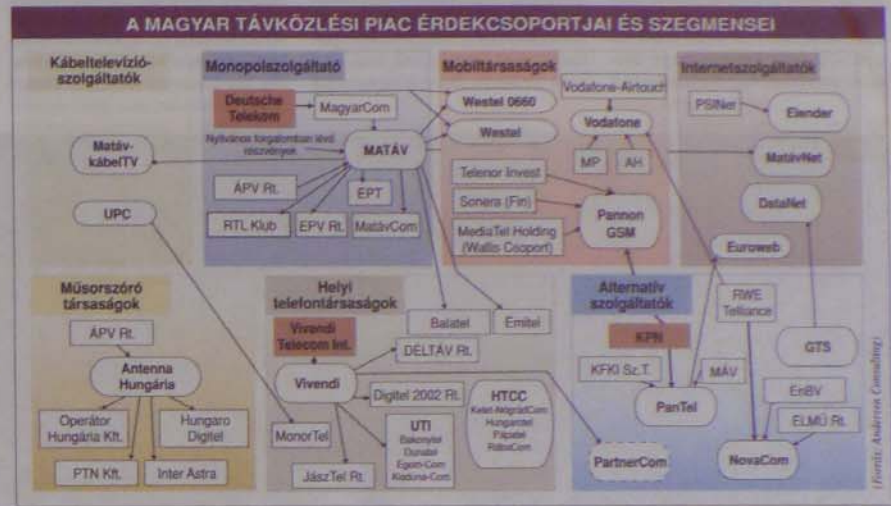 A MAGYAR TÁVKÖZLÉSI PIAC ÉRDEKCSOPORTJAI ÉS SZEGMENSEI
Kábeltelevízió-
szolgáltatók
Matáv-
kábelTV
UPC
Monopolszolgáltató
Deutsche
Telekom
MagyarCom
Nyilvános forgalomban lévő
részvények
MATÁV
ÁPV Rt.
EPT
RTL Klub
EPV Rt.
MatávCom
Mobiltársaságok
Westel 0660
Westel
Vodafone-Airtouch
Vodafone
MP
AH
Telenor Invest
Sonera (Fin)
MediaTel Holding
(Wallis Csoport)
Pannon
GSM
Internetszolgáltatók
PSINet
Elender
MatávNet
DataNet
Euroweb
Műsorszóró
társaságok
ÁPV Rt.
Antenna
Hungária
Operátor
Hungária Kft.
Hungaro
Digitel
PTN Kft.
Inter Astra
Helyi
telefontársaságok
Vivendi
Telecom Int.
Vivendi
Balatel
Emitel
DÉLTÁV Rt.
Digitel 2002 Rt.
MonorTel
JászTel Rt.
UTI
Bakonytel
Dunatel
Egom-Com
Kisduna-Com
HTCC
Kelet-NógrádCom
Hungarotel
Pápatel
RábaCom
Alternatív
szolgáltatók
KPN
KFKI Sz.T.
MÁV
PanTel
RWE
Telliance
GTS
EnBV
ELMŰ Rt.
PartnerCom
NovaCom
(Forrás: Andersen Consulting)